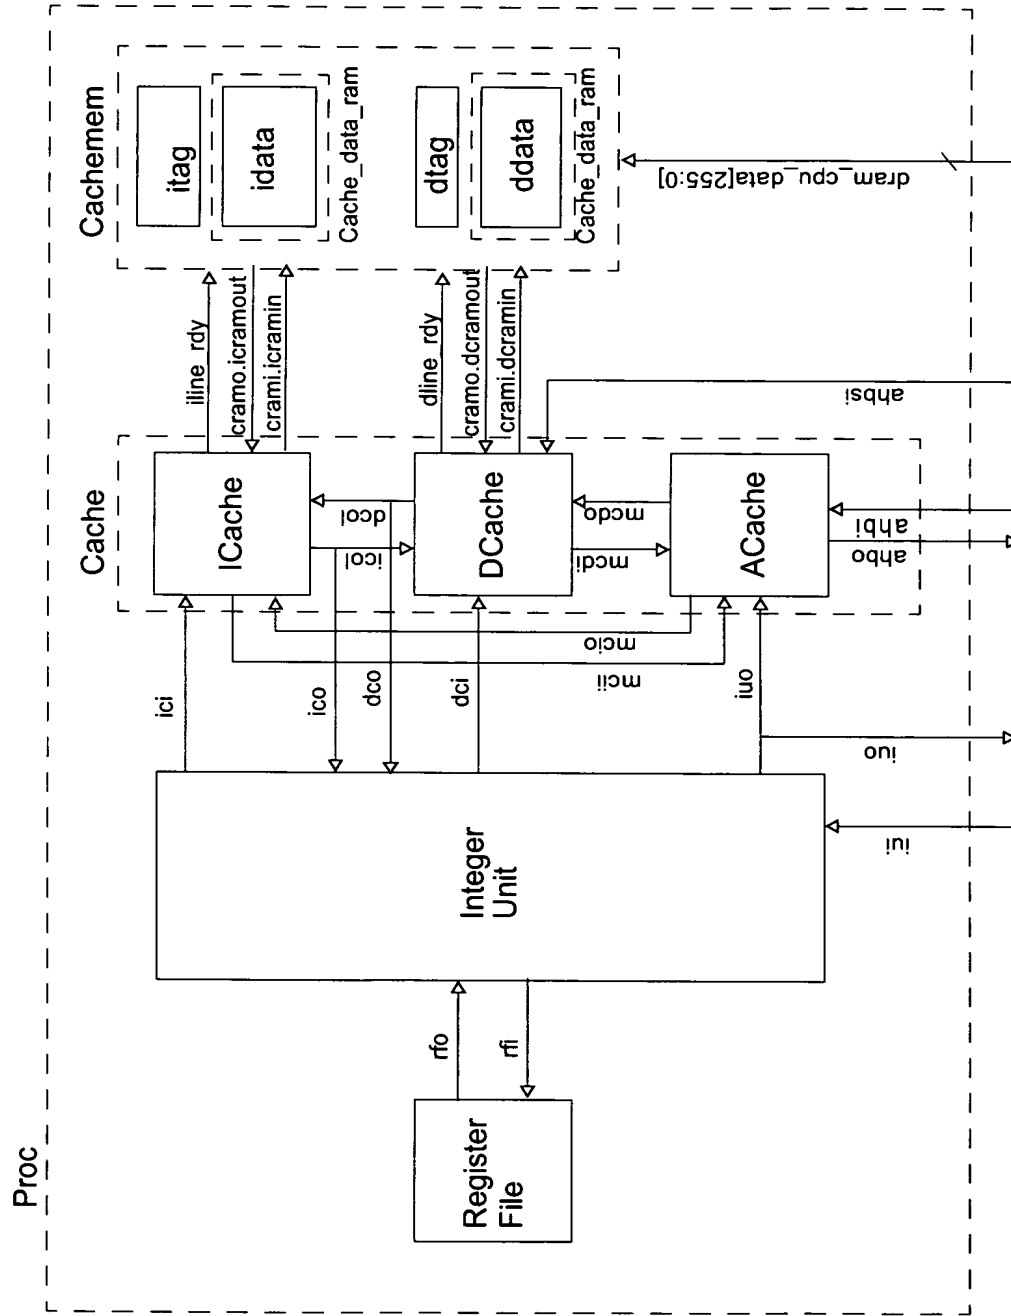 Proc
Cachemem
itag
idata
Cache_data_ram
dtag
ddata
Cache_data_ram
dram_cpu_data[255:0]
iline_rdy
cramo.icramout
crami.icramin
dline_rdy
cramo.dcramout
crami.dcramin
ahbsi
Cache
ICache
dcol
icol
DCache
mcdo
mcdi
ACache
ahbi
ahbo
mcio
mcii
ici
ico
dco
dci
iuo
iuo
iui
Integer
Unit
rfo
rfi
Register
File